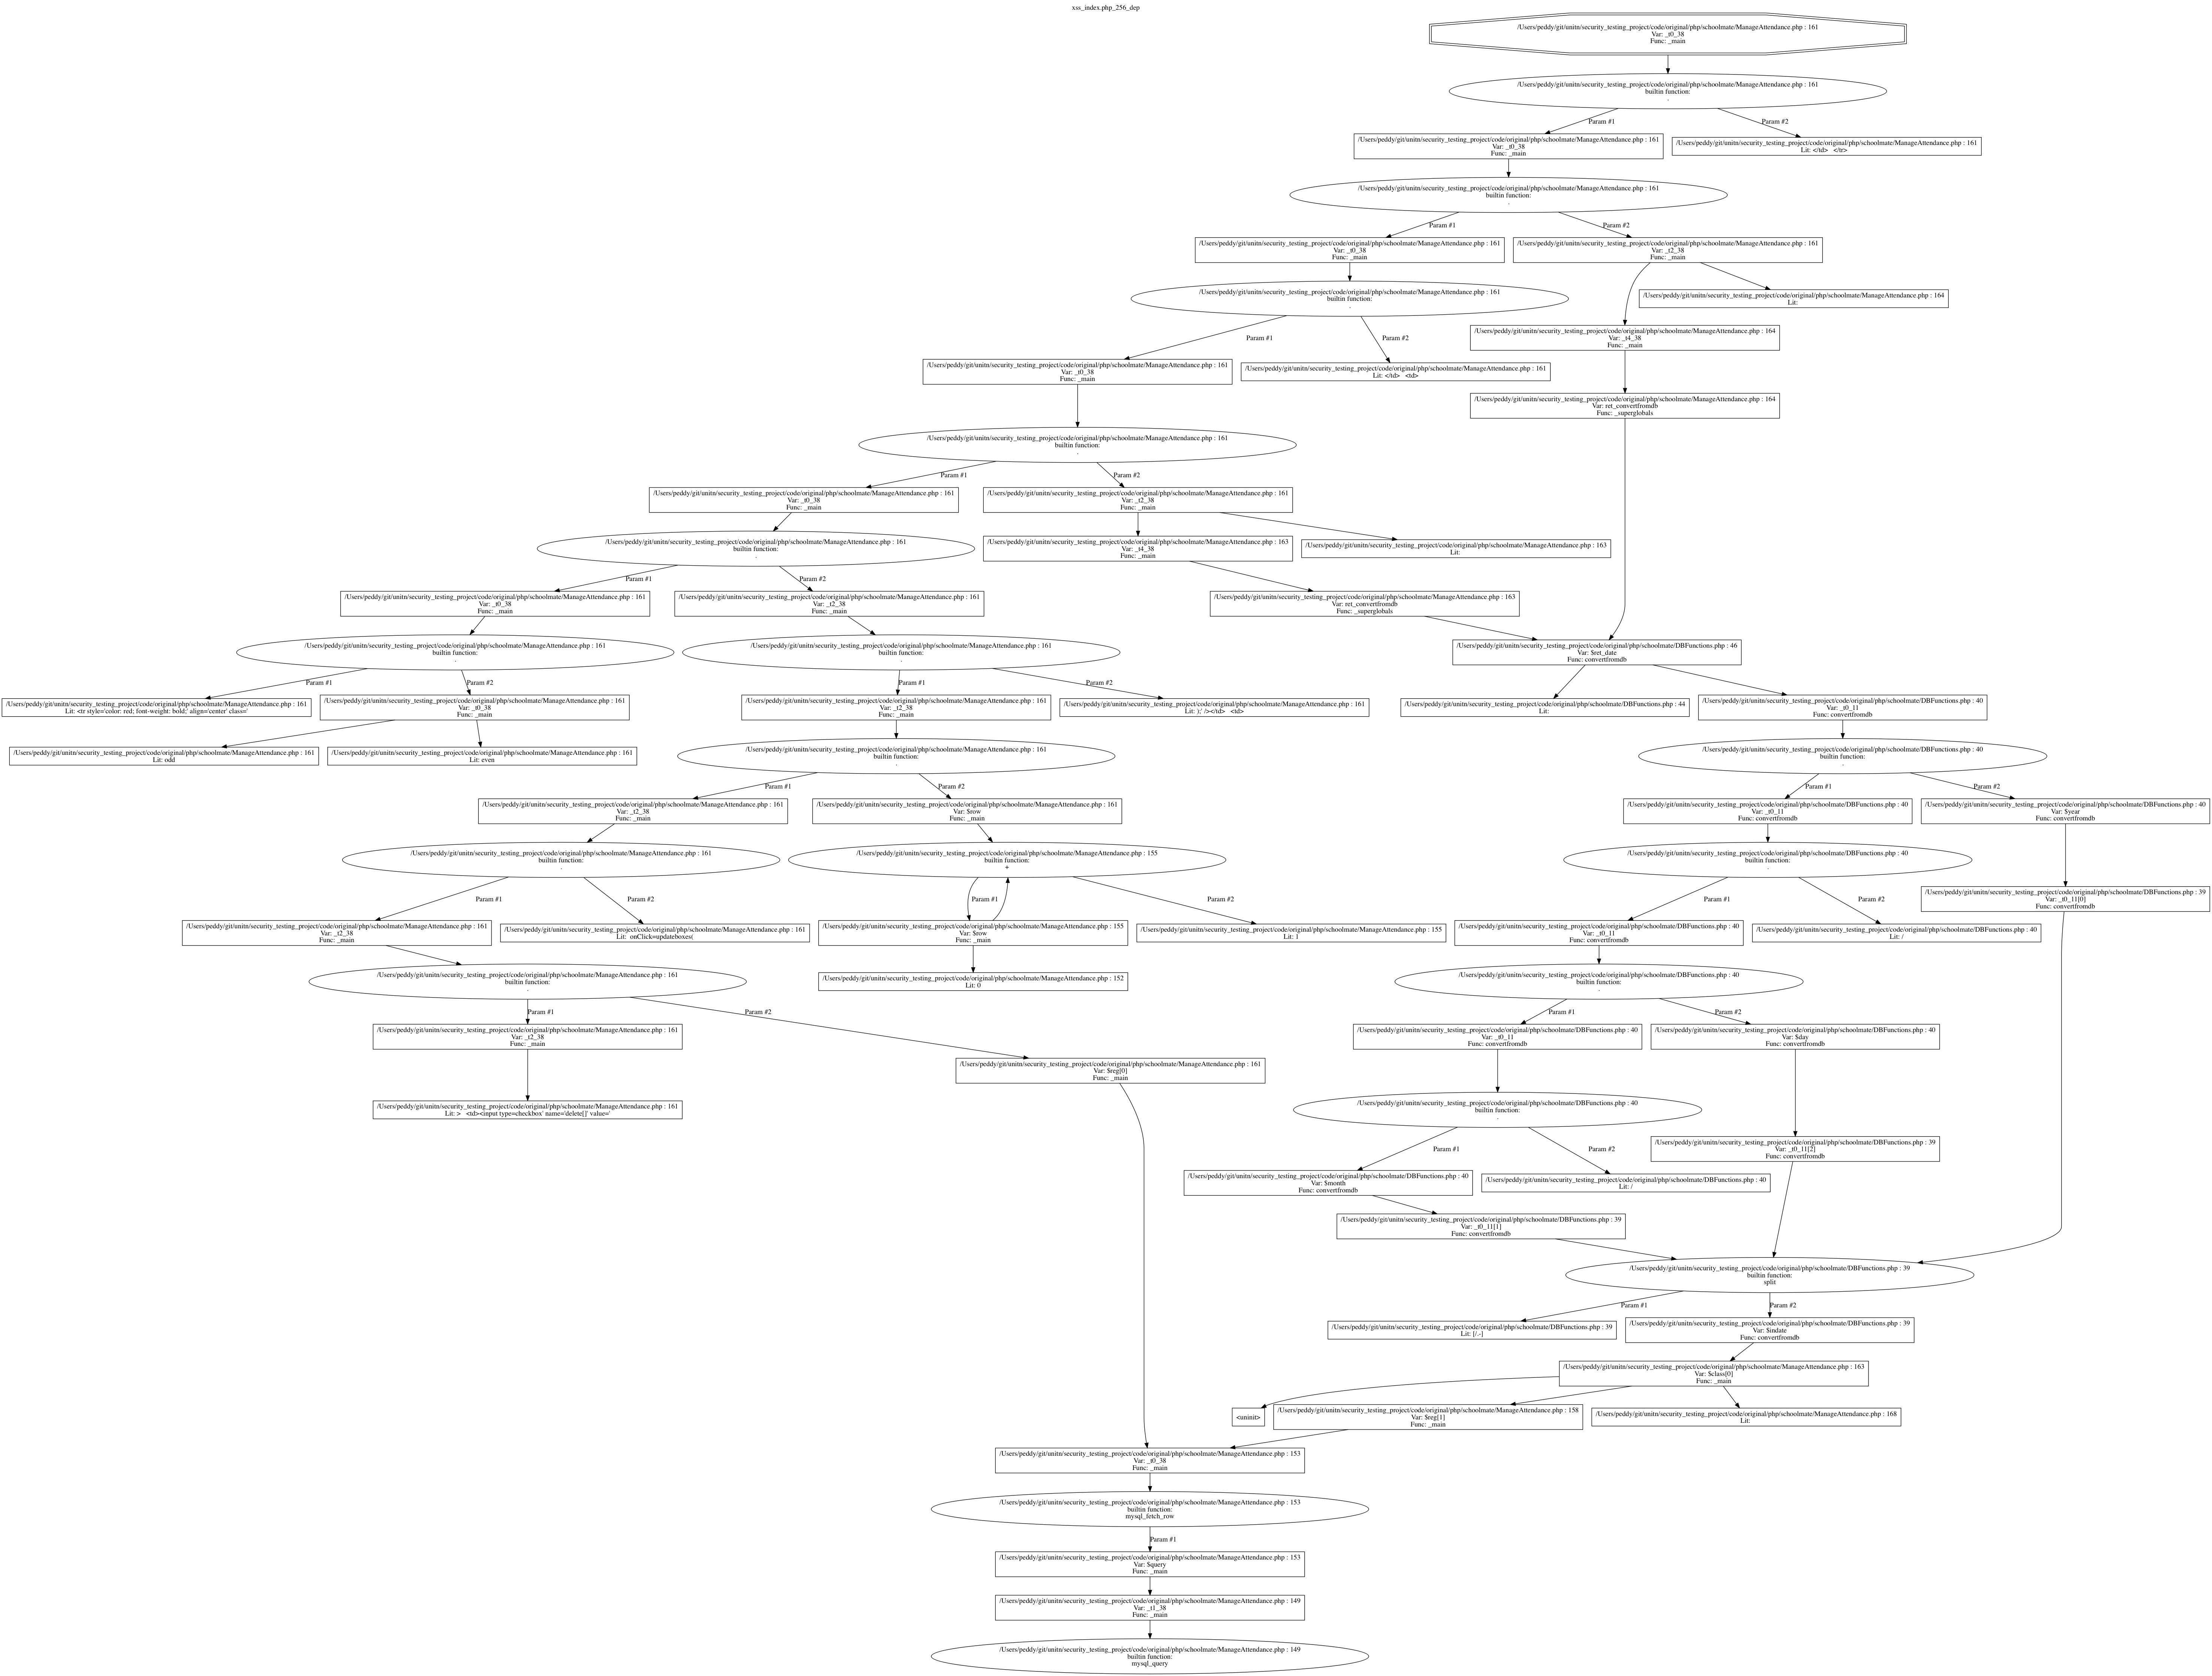 xss_index.php_256_dep
/Users/peddy/git/unitn/security_testing_project/code/original/php/schoolmate/ManageAttendance.php : 161
Var: _t0_38
Func: _main
/Users/peddy/git/unitn/security_testing_project/code/original/php/schoolmate/ManageAttendance.php : 161
builtin function:
.
Param #1
Param #2
/Users/peddy/git/unitn/security_testing_project/code/original/php/schoolmate/ManageAttendance.php : 161
Var: _t0_38
Func: _main
/Users/peddy/git/unitn/security_testing_project/code/original/php/schoolmate/ManageAttendance.php : 161
Lit: </td>   </tr>
/Users/peddy/git/unitn/security_testing_project/code/original/php/schoolmate/ManageAttendance.php : 161
builtin function:
.
Param #1
Param #2
/Users/peddy/git/unitn/security_testing_project/code/original/php/schoolmate/ManageAttendance.php : 161
Var: _t0_38
Func: _main
/Users/peddy/git/unitn/security_testing_project/code/original/php/schoolmate/ManageAttendance.php : 161
Var: _t2_38
Func: _main
/Users/peddy/git/unitn/security_testing_project/code/original/php/schoolmate/ManageAttendance.php : 161
builtin function:
.
/Users/peddy/git/unitn/security_testing_project/code/original/php/schoolmate/ManageAttendance.php : 164
Lit:
Param #1
Param #2
/Users/peddy/git/unitn/security_testing_project/code/original/php/schoolmate/ManageAttendance.php : 164
Var: _t4_38
Func: _main
/Users/peddy/git/unitn/security_testing_project/code/original/php/schoolmate/ManageAttendance.php : 161
Var: _t0_38
Func: _main
/Users/peddy/git/unitn/security_testing_project/code/original/php/schoolmate/ManageAttendance.php : 161
Lit: </td>   <td>
/Users/peddy/git/unitn/security_testing_project/code/original/php/schoolmate/ManageAttendance.php : 164
Var: ret_convertfromdb
Func: _superglobals
/Users/peddy/git/unitn/security_testing_project/code/original/php/schoolmate/ManageAttendance.php : 161
builtin function:
.
Param #1
Param #2
/Users/peddy/git/unitn/security_testing_project/code/original/php/schoolmate/ManageAttendance.php : 161
Var: _t0_38
Func: _main
/Users/peddy/git/unitn/security_testing_project/code/original/php/schoolmate/ManageAttendance.php : 161
Var: _t2_38
Func: _main
/Users/peddy/git/unitn/security_testing_project/code/original/php/schoolmate/ManageAttendance.php : 161
builtin function:
.
/Users/peddy/git/unitn/security_testing_project/code/original/php/schoolmate/ManageAttendance.php : 163
Var: _t4_38
Func: _main
/Users/peddy/git/unitn/security_testing_project/code/original/php/schoolmate/ManageAttendance.php : 163
Lit:
Param #1
Param #2
/Users/peddy/git/unitn/security_testing_project/code/original/php/schoolmate/ManageAttendance.php : 161
Var: _t0_38
Func: _main
/Users/peddy/git/unitn/security_testing_project/code/original/php/schoolmate/ManageAttendance.php : 161
Var: _t2_38
Func: _main
/Users/peddy/git/unitn/security_testing_project/code/original/php/schoolmate/ManageAttendance.php : 163
Var: ret_convertfromdb
Func: _superglobals
/Users/peddy/git/unitn/security_testing_project/code/original/php/schoolmate/ManageAttendance.php : 161
builtin function:
.
/Users/peddy/git/unitn/security_testing_project/code/original/php/schoolmate/ManageAttendance.php : 161
builtin function:
.
/Users/peddy/git/unitn/security_testing_project/code/original/php/schoolmate/DBFunctions.php : 46
Var: $ret_date
Func: convertfromdb
Param #1
Param #2
Param #1
Param #2
/Users/peddy/git/unitn/security_testing_project/code/original/php/schoolmate/ManageAttendance.php : 161
Lit: <tr style='color: red; font-weight: bold;' align='center' class='
/Users/peddy/git/unitn/security_testing_project/code/original/php/schoolmate/ManageAttendance.php : 161
Var: _t0_38
Func: _main
/Users/peddy/git/unitn/security_testing_project/code/original/php/schoolmate/ManageAttendance.php : 161
Var: _t2_38
Func: _main
/Users/peddy/git/unitn/security_testing_project/code/original/php/schoolmate/ManageAttendance.php : 161
Lit: );' /></td>   <td>
/Users/peddy/git/unitn/security_testing_project/code/original/php/schoolmate/DBFunctions.php : 44
Lit:
/Users/peddy/git/unitn/security_testing_project/code/original/php/schoolmate/DBFunctions.php : 40
Var: _t0_11
Func: convertfromdb
/Users/peddy/git/unitn/security_testing_project/code/original/php/schoolmate/ManageAttendance.php : 161
Lit: odd
/Users/peddy/git/unitn/security_testing_project/code/original/php/schoolmate/ManageAttendance.php : 161
Lit: even
/Users/peddy/git/unitn/security_testing_project/code/original/php/schoolmate/ManageAttendance.php : 161
builtin function:
.
/Users/peddy/git/unitn/security_testing_project/code/original/php/schoolmate/DBFunctions.php : 40
builtin function:
.
Param #1
Param #2
Param #1
Param #2
/Users/peddy/git/unitn/security_testing_project/code/original/php/schoolmate/ManageAttendance.php : 161
Var: _t2_38
Func: _main
/Users/peddy/git/unitn/security_testing_project/code/original/php/schoolmate/ManageAttendance.php : 161
Var: $row
Func: _main
/Users/peddy/git/unitn/security_testing_project/code/original/php/schoolmate/DBFunctions.php : 40
Var: _t0_11
Func: convertfromdb
/Users/peddy/git/unitn/security_testing_project/code/original/php/schoolmate/DBFunctions.php : 40
Var: $year
Func: convertfromdb
/Users/peddy/git/unitn/security_testing_project/code/original/php/schoolmate/ManageAttendance.php : 161
builtin function:
.
/Users/peddy/git/unitn/security_testing_project/code/original/php/schoolmate/ManageAttendance.php : 155
builtin function:
+
/Users/peddy/git/unitn/security_testing_project/code/original/php/schoolmate/DBFunctions.php : 40
builtin function:
.
/Users/peddy/git/unitn/security_testing_project/code/original/php/schoolmate/DBFunctions.php : 39
Var: _t0_11[0]
Func: convertfromdb
Param #1
Param #2
Param #1
Param #2
Param #1
Param #2
/Users/peddy/git/unitn/security_testing_project/code/original/php/schoolmate/ManageAttendance.php : 161
Var: _t2_38
Func: _main
/Users/peddy/git/unitn/security_testing_project/code/original/php/schoolmate/ManageAttendance.php : 161
Lit:  onClick=updateboxes(
/Users/peddy/git/unitn/security_testing_project/code/original/php/schoolmate/ManageAttendance.php : 155
Var: $row
Func: _main
/Users/peddy/git/unitn/security_testing_project/code/original/php/schoolmate/ManageAttendance.php : 155
Lit: 1
/Users/peddy/git/unitn/security_testing_project/code/original/php/schoolmate/DBFunctions.php : 40
Var: _t0_11
Func: convertfromdb
/Users/peddy/git/unitn/security_testing_project/code/original/php/schoolmate/DBFunctions.php : 40
Lit: /
/Users/peddy/git/unitn/security_testing_project/code/original/php/schoolmate/ManageAttendance.php : 161
builtin function:
.
/Users/peddy/git/unitn/security_testing_project/code/original/php/schoolmate/ManageAttendance.php : 152
Lit: 0
/Users/peddy/git/unitn/security_testing_project/code/original/php/schoolmate/DBFunctions.php : 40
builtin function:
.
Param #1
Param #2
Param #1
Param #2
/Users/peddy/git/unitn/security_testing_project/code/original/php/schoolmate/ManageAttendance.php : 161
Var: _t2_38
Func: _main
/Users/peddy/git/unitn/security_testing_project/code/original/php/schoolmate/DBFunctions.php : 40
Var: _t0_11
Func: convertfromdb
/Users/peddy/git/unitn/security_testing_project/code/original/php/schoolmate/DBFunctions.php : 40
Var: $day
Func: convertfromdb
/Users/peddy/git/unitn/security_testing_project/code/original/php/schoolmate/ManageAttendance.php : 161
Var: $reg[0]
Func: _main
/Users/peddy/git/unitn/security_testing_project/code/original/php/schoolmate/ManageAttendance.php : 161
Lit: >   <td><input type=checkbox' name='delete[]' value='
/Users/peddy/git/unitn/security_testing_project/code/original/php/schoolmate/DBFunctions.php : 40
builtin function:
.
Param #1
Param #2
/Users/peddy/git/unitn/security_testing_project/code/original/php/schoolmate/DBFunctions.php : 39
Var: _t0_11[2]
Func: convertfromdb
/Users/peddy/git/unitn/security_testing_project/code/original/php/schoolmate/DBFunctions.php : 40
Var: $month
Func: convertfromdb
/Users/peddy/git/unitn/security_testing_project/code/original/php/schoolmate/DBFunctions.php : 40
Lit: /
/Users/peddy/git/unitn/security_testing_project/code/original/php/schoolmate/DBFunctions.php : 39
Var: _t0_11[1]
Func: convertfromdb
/Users/peddy/git/unitn/security_testing_project/code/original/php/schoolmate/DBFunctions.php : 39
builtin function:
split
Param #1
Param #2
/Users/peddy/git/unitn/security_testing_project/code/original/php/schoolmate/DBFunctions.php : 39
Lit: [/.-]
/Users/peddy/git/unitn/security_testing_project/code/original/php/schoolmate/DBFunctions.php : 39
Var: $indate
Func: convertfromdb
/Users/peddy/git/unitn/security_testing_project/code/original/php/schoolmate/ManageAttendance.php : 163
Var: $class[0]
Func: _main
<uninit>
/Users/peddy/git/unitn/security_testing_project/code/original/php/schoolmate/ManageAttendance.php : 158
Var: $reg[1]
Func: _main
/Users/peddy/git/unitn/security_testing_project/code/original/php/schoolmate/ManageAttendance.php : 168
Lit:
/Users/peddy/git/unitn/security_testing_project/code/original/php/schoolmate/ManageAttendance.php : 153
Var: _t0_38
Func: _main
/Users/peddy/git/unitn/security_testing_project/code/original/php/schoolmate/ManageAttendance.php : 153
builtin function:
mysql_fetch_row
Param #1
/Users/peddy/git/unitn/security_testing_project/code/original/php/schoolmate/ManageAttendance.php : 153
Var: $query
Func: _main
/Users/peddy/git/unitn/security_testing_project/code/original/php/schoolmate/ManageAttendance.php : 149
Var: _t1_38
Func: _main
/Users/peddy/git/unitn/security_testing_project/code/original/php/schoolmate/ManageAttendance.php : 149
builtin function:
mysql_query